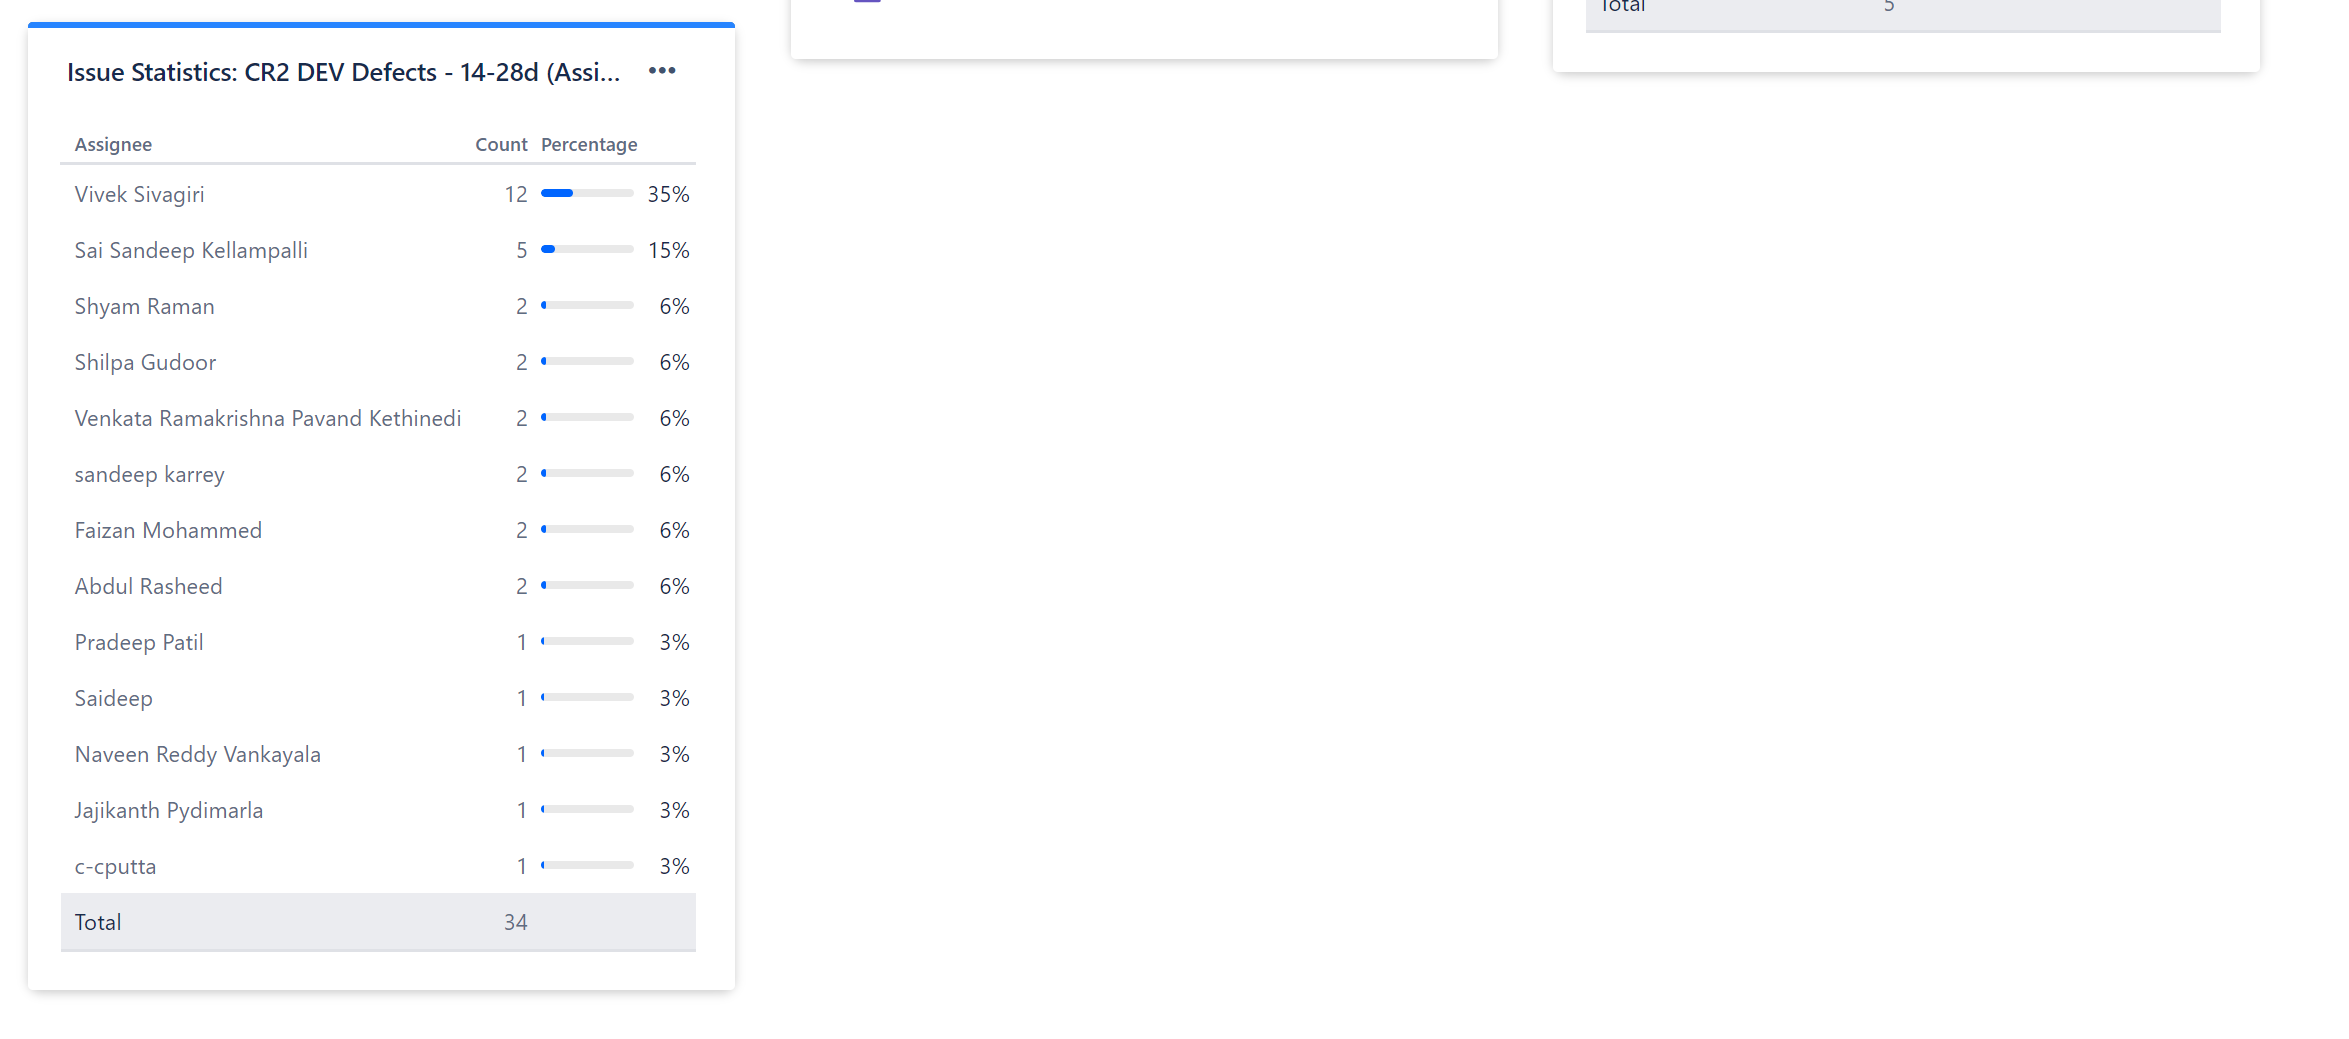 Issue Statistics: CR2 DEV Defects - 14-28d (Assi...
Assignee Count Percentage
Vivek Sivagiri 12 35%
Sai Sandeep Kellampalli 5 15%
Shyam Raman 2 6%
Shilpa Gudoor 2 6%
Venkata Ramakrishna Pavand Kethinedi 2 6%
sandeep karrey 2 6%
Faizan Mohammed 2 6%
Abdul Rasheed 2 6%
Pradeep Patil 1 3%
Saideep 1 3%
Naveen Reddy Vankayala 1 3%
Jajikanth Pydimarla 1 3%
c-cputta 1 3%
Total 34
Total 5